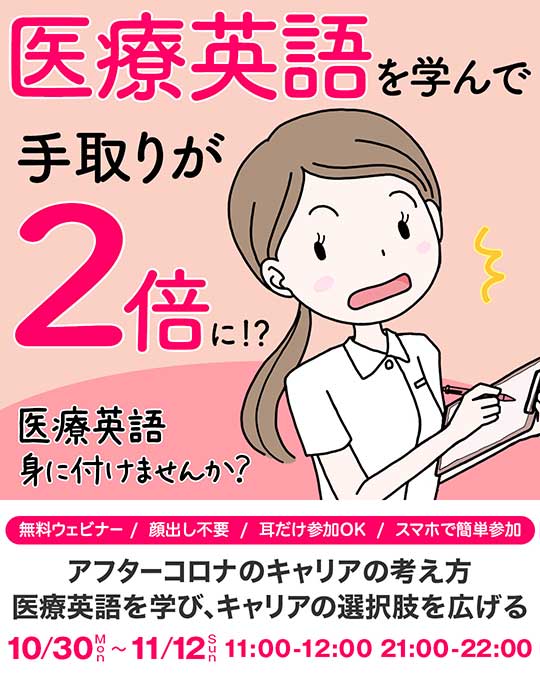 医療英語を学んで
手取りが
2倍に!?
医療英語
身に付けませんか?
無料ウェビナー / 顔出し不要 / 耳だけ参加OK / スマホで簡単参加
アフターコロナのキャリアの考え方
医療英語を学び、キャリアの選択肢を広げる
10/30Mon～11/12Sun 11:00-12:00 21:00-22:00